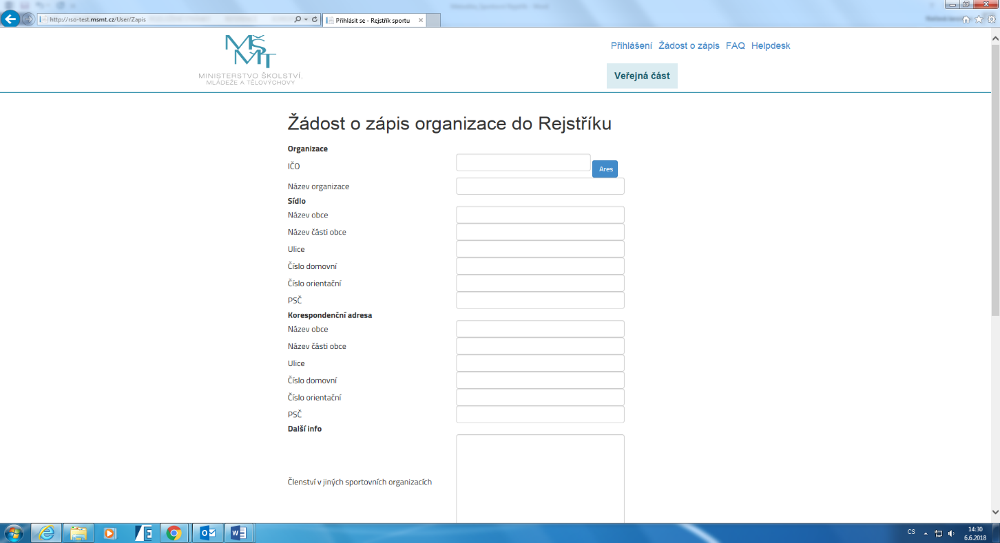 http://rso-test.msmt.cz/User/Zapis
Přihlásit se - Rejstřík sportu
MŠMT
MINISTERSTVO ŠKOLSTVÍ,
MLÁDEŽE A TĚLOVÝCHOVY
Přihlášení Žádost o zápis FAQ Helpdesk
Veřejná část
Žádost o zápis organizace do Rejstříku
Organizace
IČO
Ares
Název organizace
Sídlo
Název obce
Název části obce
Ulice
Číslo domovní
Číslo orientační
PSČ
Korespondenční adresa
Název obce
Název části obce
Ulice
Číslo domovní
Číslo orientační
PSČ
Další info
Členství v jiných sportovních organizacích
CS
14:30
6.6.2018